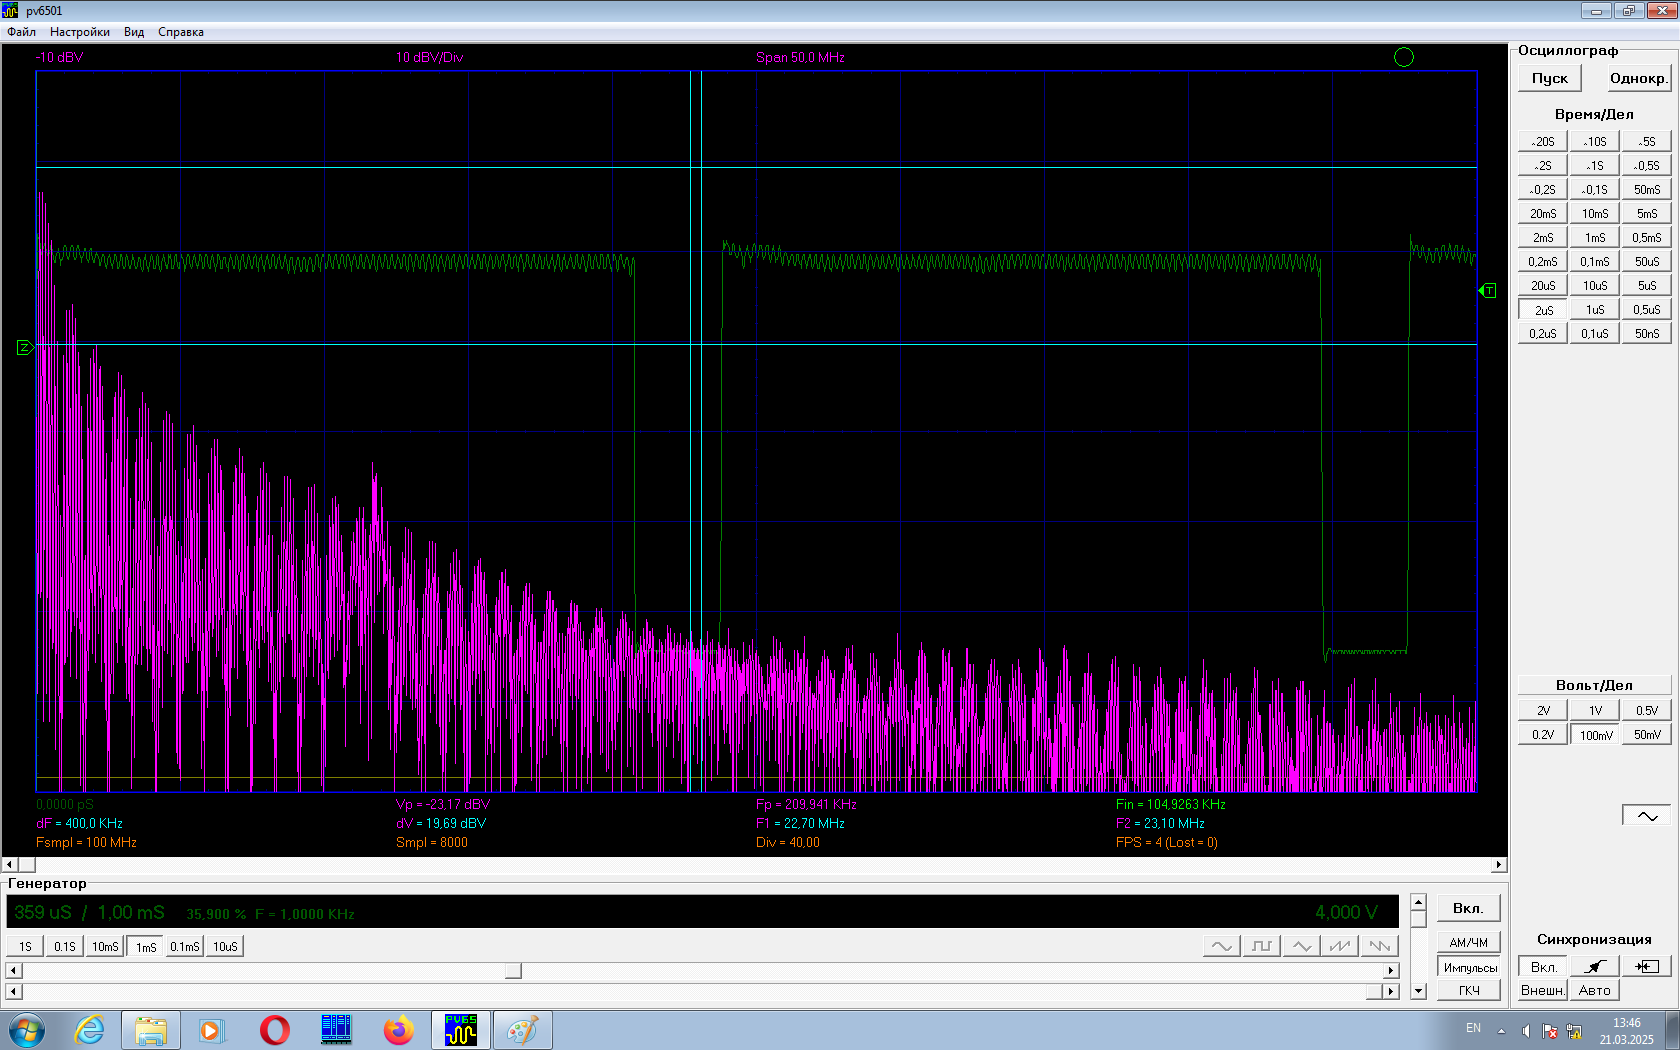 pv6501
Файл Настройки Вид Справка
-10 dBV 10 dBV/Div Span 50,0 MHz
Z
T
0,0000 pS Vp = -23,17 dBV Fp = 209,941 KHz Fin = 104,9263 KHz
dF = 400,0 KHz dV = 19,69 dBV F1 = 22,70 MHz F2 = 23,10 MHz
Fsmpl = 100 MHz Smpl = 8000 Div = 40,00 FPS = 4 (Lost = 0)
Осциллограф
Пуск Однокр.
Время/Дел
.20S .10S .5S
.2S .1S .0,5S
.0,2S .0,1S 50mS
20mS 10mS 5mS
2mS 1mS 0,5mS
0,2mS 0,1mS 50uS
20uS 10uS 5uS
2uS 1uS 0,5uS
0,2uS 0,1uS 50nS
Вольт/Дел
2V 1V 0.5V
0.2V 100mV 50mV
Генератор
359 uS / 1,00 mS 35,900 % F = 1,0000 KHz 4,000 V
1S 0.1S 10mS 1mS 0.1mS 10uS
Вкл.
АМ/ЧМ
Импульсы
ГКЧ
Синхронизация
Вкл.
Внешн. Авто
PV65
EN
13:46
21.03.2025